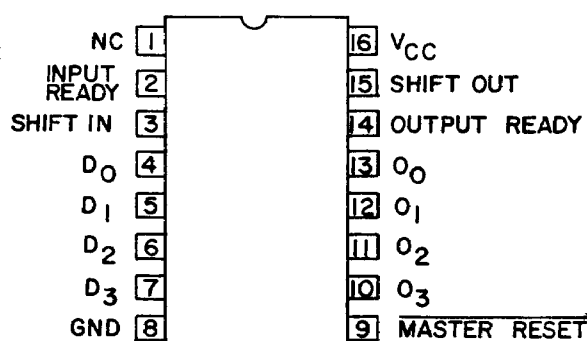 NC 1 16 VCC
INPUT READY 2 15 SHIFT OUT
SHIFT IN 3 14 OUTPUT READY
D0 4 13 O0
D1 5 12 O1
D2 6 11 O2
D3 7 10 O3
GND 8 9 MASTER RESET